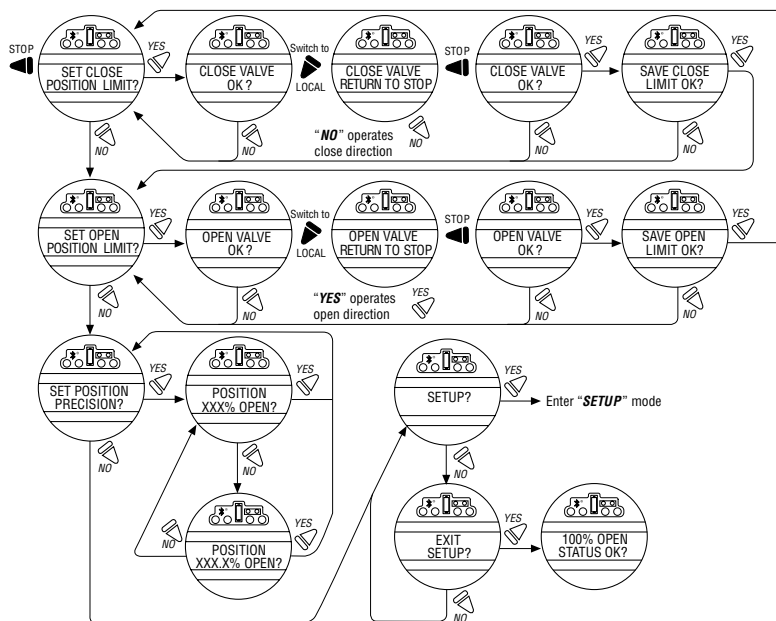 STOP
SET CLOSE
POSITION LIMIT?
YES
NO
CLOSE VALVE
OK ?
NO
Switch to
LOCAL
CLOSE VALVE
RETURN TO STOP
"NO" operates
close direction
NO
STOP
CLOSE VALVE
OK ?
YES
NO
SAVE CLOSE
LIMIT OK?
YES
NO
SET OPEN
POSITION LIMIT?
YES
NO
OPEN VALVE
OK ?
NO
Switch to
LOCAL
OPEN VALVE
RETURN TO STOP
"YES" operates
open direction
YES
STOP
OPEN VALVE
OK ?
YES
NO
SAVE OPEN
LIMIT OK?
YES
NO
SET POSITION
PRECISION?
YES
NO
POSITION
XXX% OPEN?
YES
NO
POSITION
XXX.X% OPEN?
YES
NO
SETUP?
YES
Enter "SETUP" mode
NO
EXIT
SETUP?
YES
NO
100% OPEN
STATUS OK?